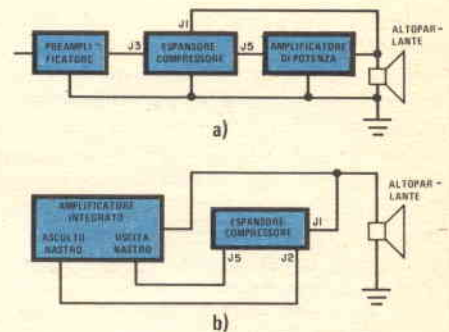 J1
ALTOPAR-
LANTE
PREAMPLI-
FICATORE
J3
ESPANSORE
COMPRESSORE
J5
AMPLIFICATORE
DI POTENZA
a)
ALTOPAR-
LANTE
AMPLIFICATORE
INTEGRATO
ASCOLTO
NASTRO
USCITA
NASTRO
ESPANSORE
COMPRESSORE
J1
J5
J2
b)